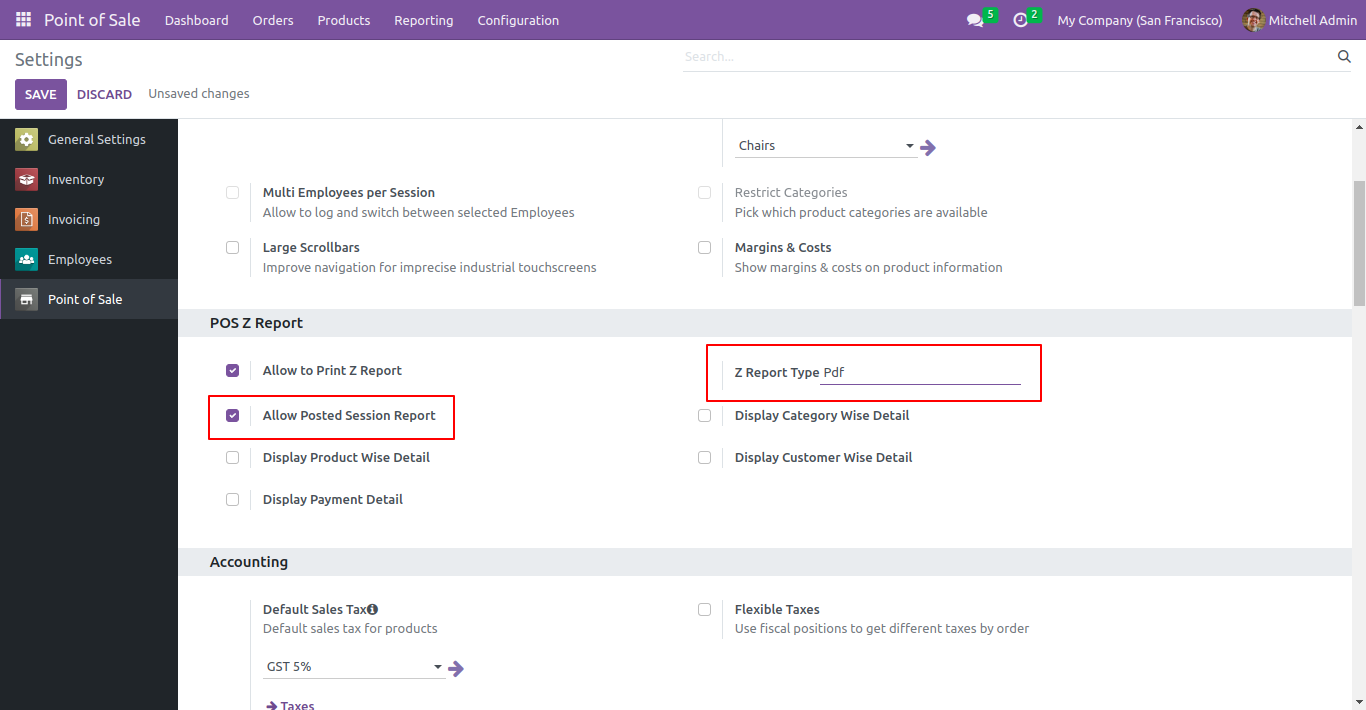 Point of Sale Dashboard Orders Products Reporting Configuration 5 2 My Company (San Francisco) Mitchell Admin
Settings
Search...
SAVE DISCARD Unsaved changes
General Settings
Inventory
Invoicing
Employees
Point of Sale
Chairs
Multi Employees per Session
Allow to log and switch between selected Employees
Restrict Categories
Pick which product categories are available
Large Scrollbars
Improve navigation for imprecise industrial touchscreens
Margins & Costs
Show margins & costs on product information
POS Z Report
Allow to Print Z Report
Z Report Type Pdf
Allow Posted Session Report
Display Category Wise Detail
Display Product Wise Detail
Display Customer Wise Detail
Display Payment Detail
Accounting
Default Sales Tax
Default sales tax for products
GST 5%
Taxes
Flexible Taxes
Use fiscal positions to get different taxes by order